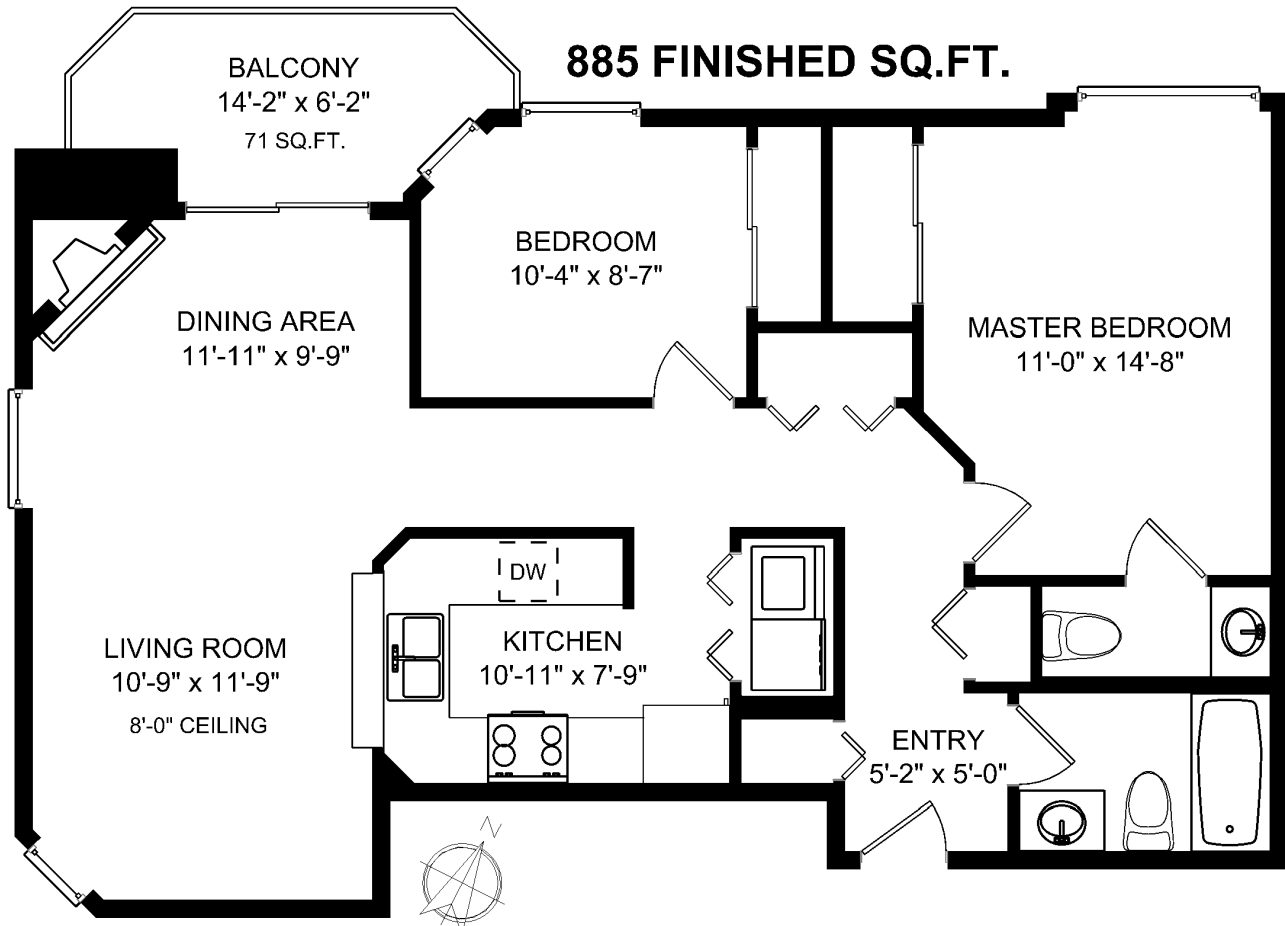 885 FINISHED SQ.FT.
BALCONY
14'-2" x 6'-2"
71 SQ.FT.
BEDROOM
10'-4" x 8'-7"
DINING AREA
11'-11" x 9'-9"
MASTER BEDROOM
11'-0" x 14'-8"
DW
KITCHEN
10'-11" x 7'-9"
LIVING ROOM
10'-9" x 11'-9"
8'-0" CEILING
ENTRY
5'-2" x 5'-0"
N